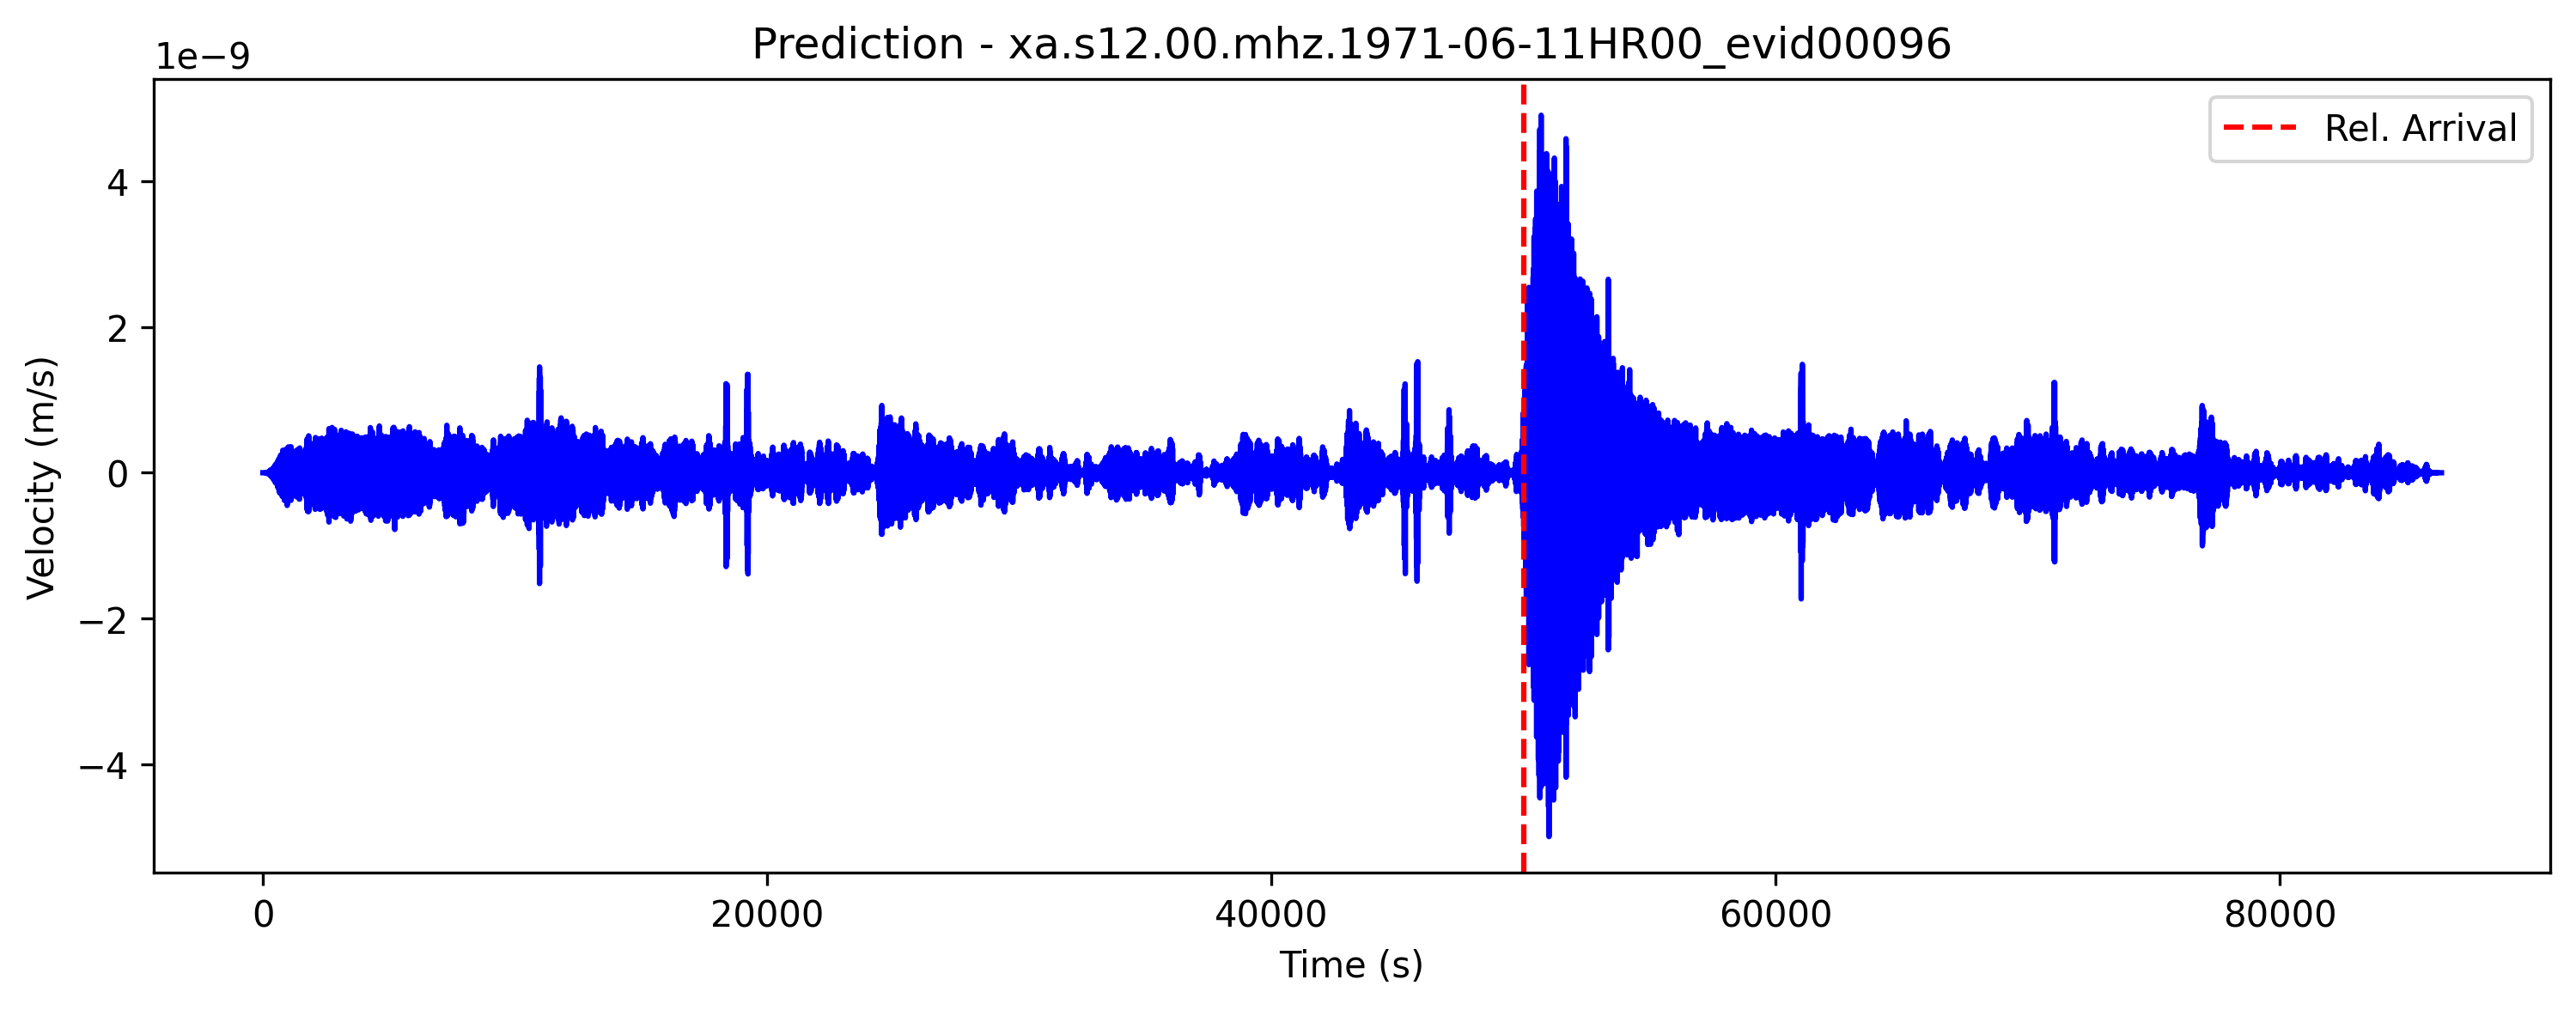 Prediction - xa.s12.00.mhz.1971-06-11HR00_evid00096
1e−9
Rel. Arrival
4
2
0
−2
−4
Velocity (m/s)
0 20000 40000 60000 80000
Time (s)